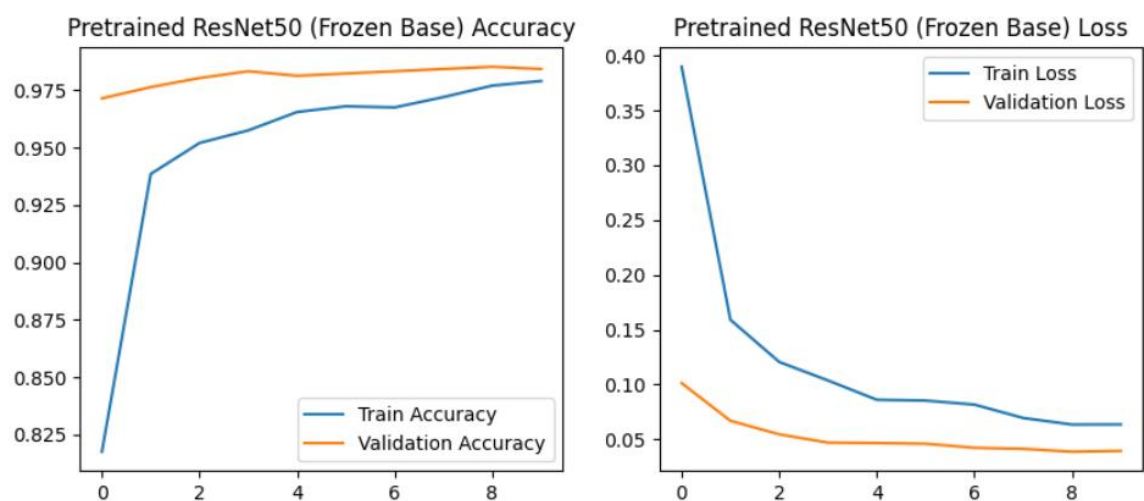 Pretrained ResNet50 (Frozen Base) Accuracy
0.975
0.950
0.925
0.900
0.875
0.850
0.825
Train Accuracy
Validation Accuracy
0 2 4 6 8
Pretrained ResNet50 (Frozen Base) Loss
0.40
0.35
0.30
0.25
0.20
0.15
0.10
0.05
Train Loss
Validation Loss
0 2 4 6 8